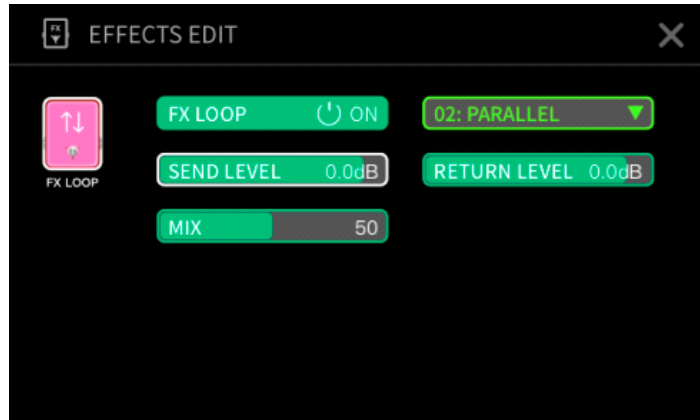 FX
EFFECTS EDIT
FX LOOP ON
02: PARALLEL
FX LOOP
SEND LEVEL 0.0dB
RETURN LEVEL 0.0dB
MIX 50